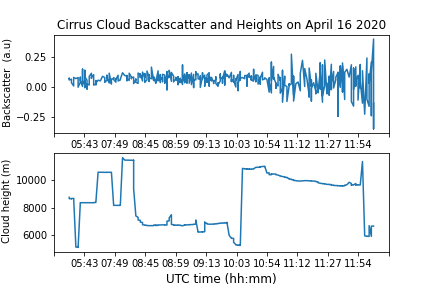 Cirrus Cloud Backscatter and Heights on April 16 2020
Backscatter (a.u)
0.25
0.00
−0.25
05:43 07:49 08:45 08:59 09:13 10:03 10:54 11:12 11:27 11:54
Cloud height (m)
10000
8000
6000
05:43 07:49 08:45 08:59 09:13 10:03 10:54 11:12 11:27 11:54
UTC time (hh:mm)